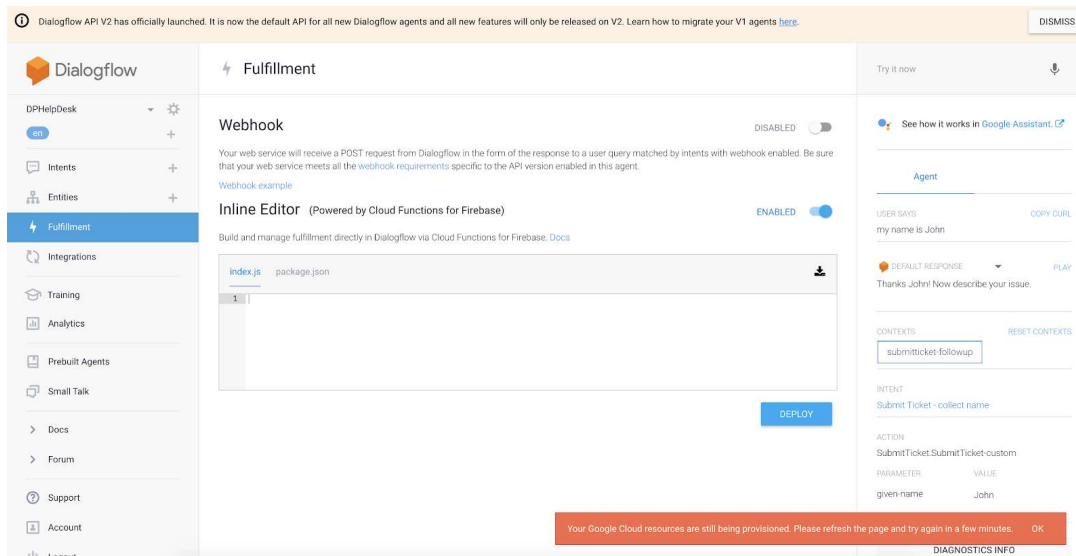 Dialogflow API V2 has officially launched. It is now the default API for all new Dialogflow agents and all new features will only be released on V2. Learn how to migrate your V1 agents here.
DISMISS
Dialogflow
Fulfillment
Try it now
DPHelpDesk
en
Intents
Entities
Fulfillment
Integrations
Training
Analytics
Prebuilt Agents
Small Talk
Docs
Forum
Support
Account
Logout
Webhook
DISABLED
Your web service will receive a POST request from Dialogflow in the form of the response to a user query matched by intents with webhook enabled. Be sure
that your web service meets all the webhook requirements specific to the API version enabled in this agent.
Webhook example
Inline Editor (Powered by Cloud Functions for Firebase)
ENABLED
Build and manage fulfillment directly in Dialogflow via Cloud Functions for Firebase. Docs
index.js package.json
1
DEPLOY
See how it works in Google Assistant.
Agent
USER SAYS COPY CURL
my name is John
DEFAULT RESPONSE PLAY
Thanks John! Now describe your issue.
CONTEXTS RESET CONTEXTS
submitticket-followup
INTENT
Submit Ticket - collect name
ACTION
SubmitTicket.SubmitTicket-custom
PARAMETER VALUE
given-name John
Your Google Cloud resources are still being provisioned. Please refresh the page and try again in a few minutes. OK
DIAGNOSTICS INFO